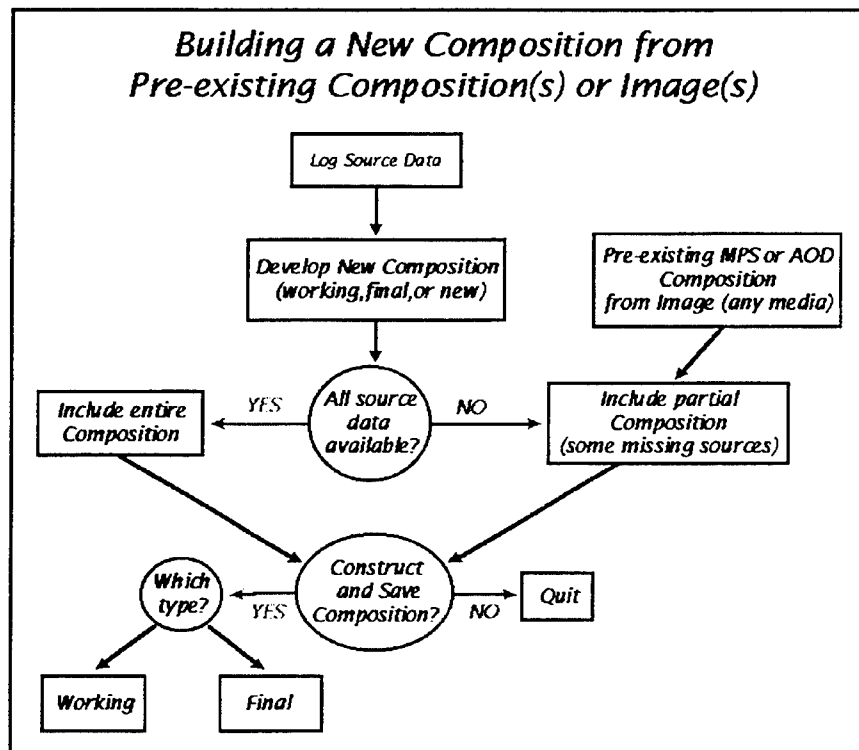 Building a New Composition from
Pre-existing Composition(s) or Image(s)
Log Source Data
Develop New Composition
(working,final,or new)
Pre-existing MPS or AOD
Composition
from Image (any media)
YES
NO
Include entire
Composition
All source
data
available?
Include partial
Composition
(some missing sources)
Which
type?
YES
Construct
and Save
Composition?
NO
Quit
Working
Final